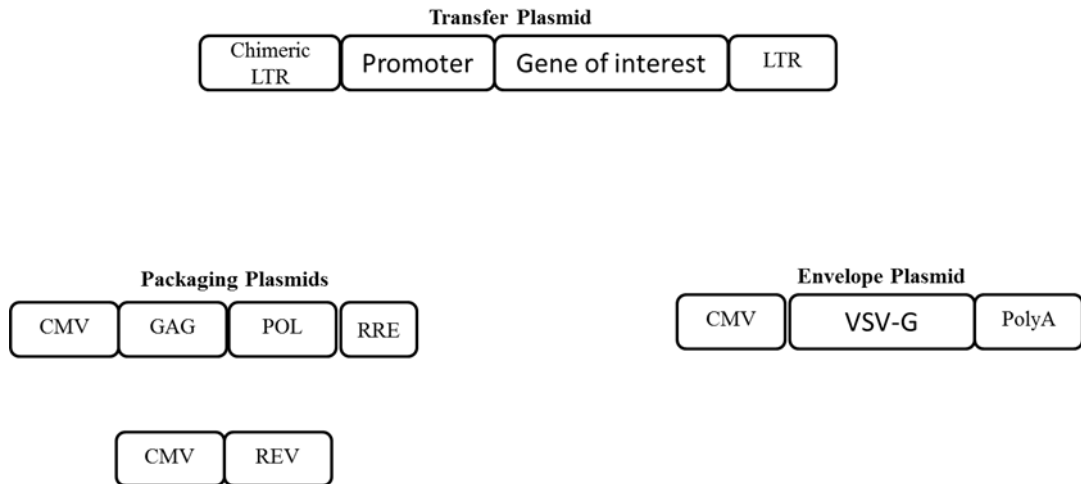 Transfer Plasmid
Chimeric
LTR
Promoter
Gene of interest
LTR
Packaging Plasmids
CMV
GAG
POL
RRE
CMV
REV
Envelope Plasmid
CMV
VSV-G
PolyA